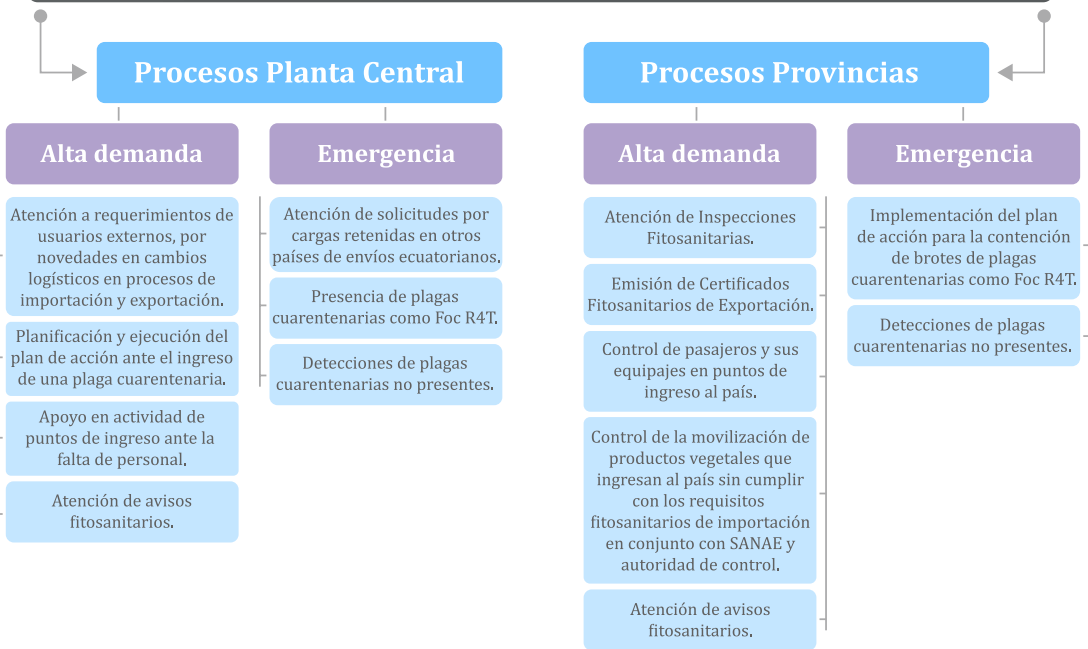 Procesos Planta Central
Alta demanda
Atención a requerimientos de
usuarios externos, por
novedades en cambios
logísticos en procesos de
importación y exportación.
Planificación y ejecución del
plan de acción ante el ingreso
de una plaga cuarentenaria.
Apoyo en actividad de
puntos de ingreso ante la
falta de personal.
Atención de avisos
fitosanitarios.
Emergencia
Atención de solicitudes por
cargas retenidas en otros
países de envíos ecuatorianos.
Presencia de plagas
cuarentenarias como Foc R4T.
Detecciones de plagas
cuarentenarias no presentes.
Procesos Provincias
Alta demanda
Atención de Inspecciones
Fitosanitarias.
Emisión de Certificados
Fitosanitarios de Exportación.
Control de pasajeros y sus
equipajes en puntos de
ingreso al país.
Control de la movilización de
productos vegetales que
ingresan al país sin cumplir
con los requisitos
fitosanitarios de importación
en conjunto con SANAE y
autoridad de control.
Atención de avisos
fitosanitarios.
Emergencia
Implementación del plan
de acción para la contención
de brotes de plagas
cuarentenarias como Foc R4T.
Detecciones de plagas
cuarentenarias no presentes.